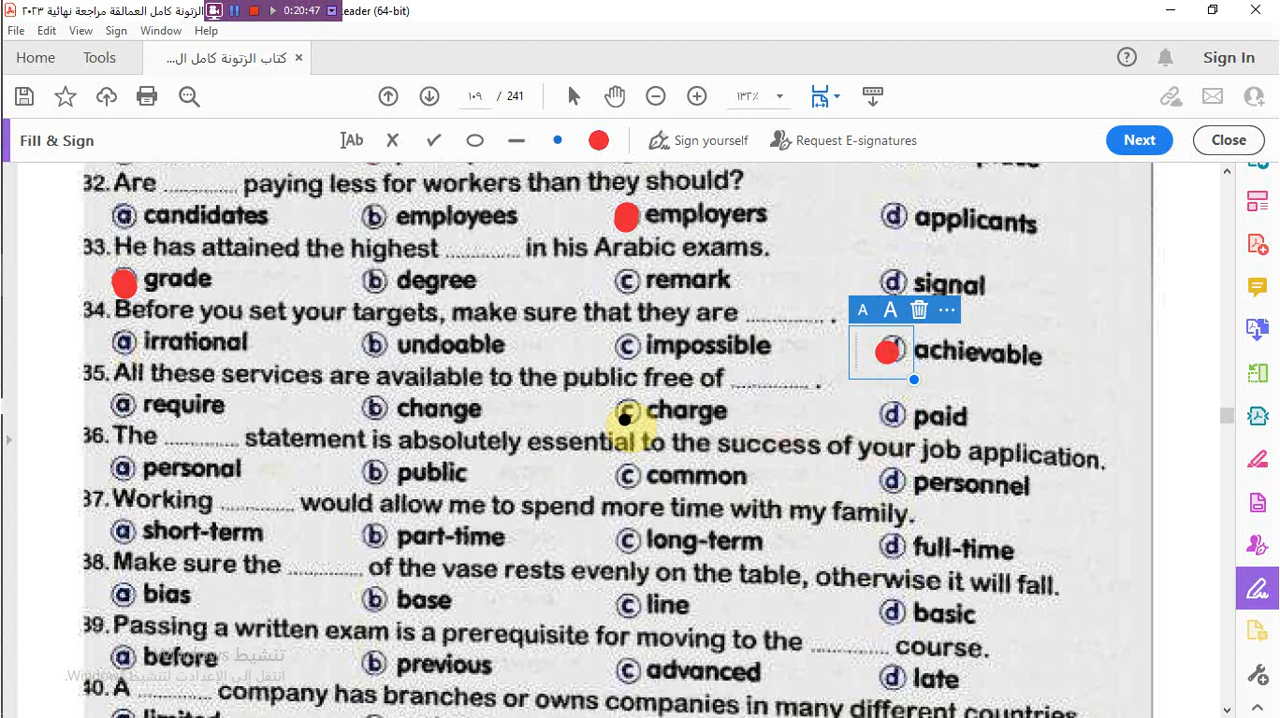 الزتونة كامل العمالقة مراجعة نهائية ٢٠٢٣ 0:20:47 eader (64-bit)
File Edit View Sign Window Help
Home Tools كتاب الزتونة كامل ال... × Sign In
١٠٩ / 241 ١٣٢٪
Fill & Sign Ab Sign yourself Request E-signatures Next Close
32. Are ............ paying less for workers than they should?
a candidates b employees employers d applicants
33. He has attained the highest ............ in his Arabic exams.
grade b degree c remark d signal
34. Before you set your targets, make sure that they are ............ .
A A ...
a irrational b undoable c impossible d achievable
35. All these services are available to the public free of ............ .
a require b change c charge d paid
36. The ............ statement is absolutely essential to the success of your job application.
a personal b public c common d personnel
37. Working ............ would allow me to spend more time with my family.
a short-term b part-time c long-term d full-time
38. Make sure the ............ of the vase rests evenly on the table, otherwise it will fall.
a bias b base c line d basic
39. Passing a written exam is a prerequisite for moving to the ............ course.
a before b previous c advanced d late
تنشيط Windows
انتقل إلى الإعدادات لتنشيط Windows.
40. A ............ company has branches or owns companies in many different countries
limited